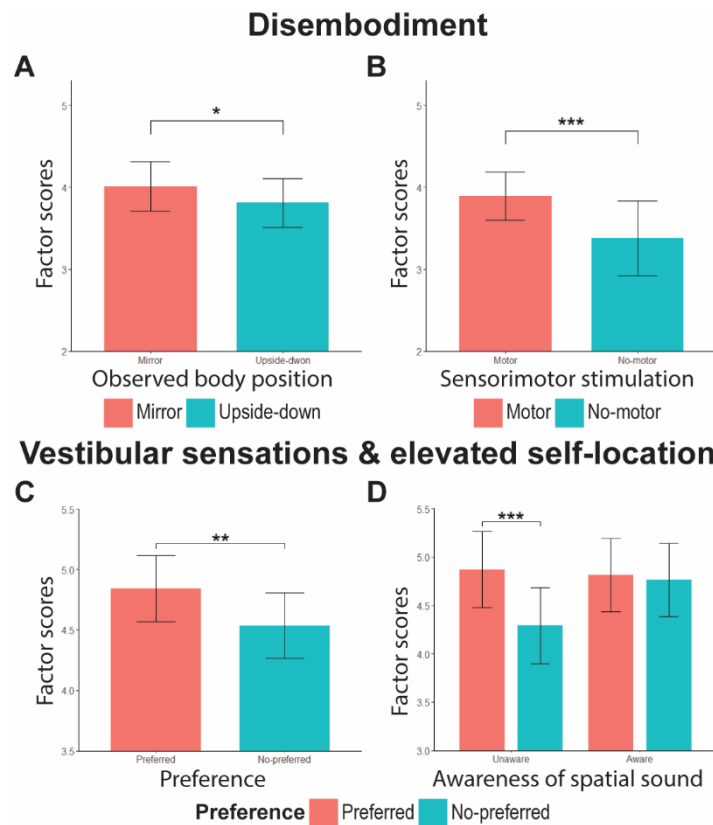 Disembodiment
A
B
*
***
5
4
3
2
Factor scores
Mirror
Upside-dwon
Observed body position
Mirror Upside-down
5
4
3
2
Factor scores
Motor
No-motor
Sensorimotor stimulation
Motor No-motor
Vestibular sensations & elevated self-location
C
D
**
***
5.5
5.0
4.5
4.0
3.5
Factor scores
Preferred
No-preferred
Preference
5.5
5.0
4.5
4.0
3.5
3.0
Factor scores
Unaware
Aware
Awareness of spatial sound
Preference Preferred No-preferred